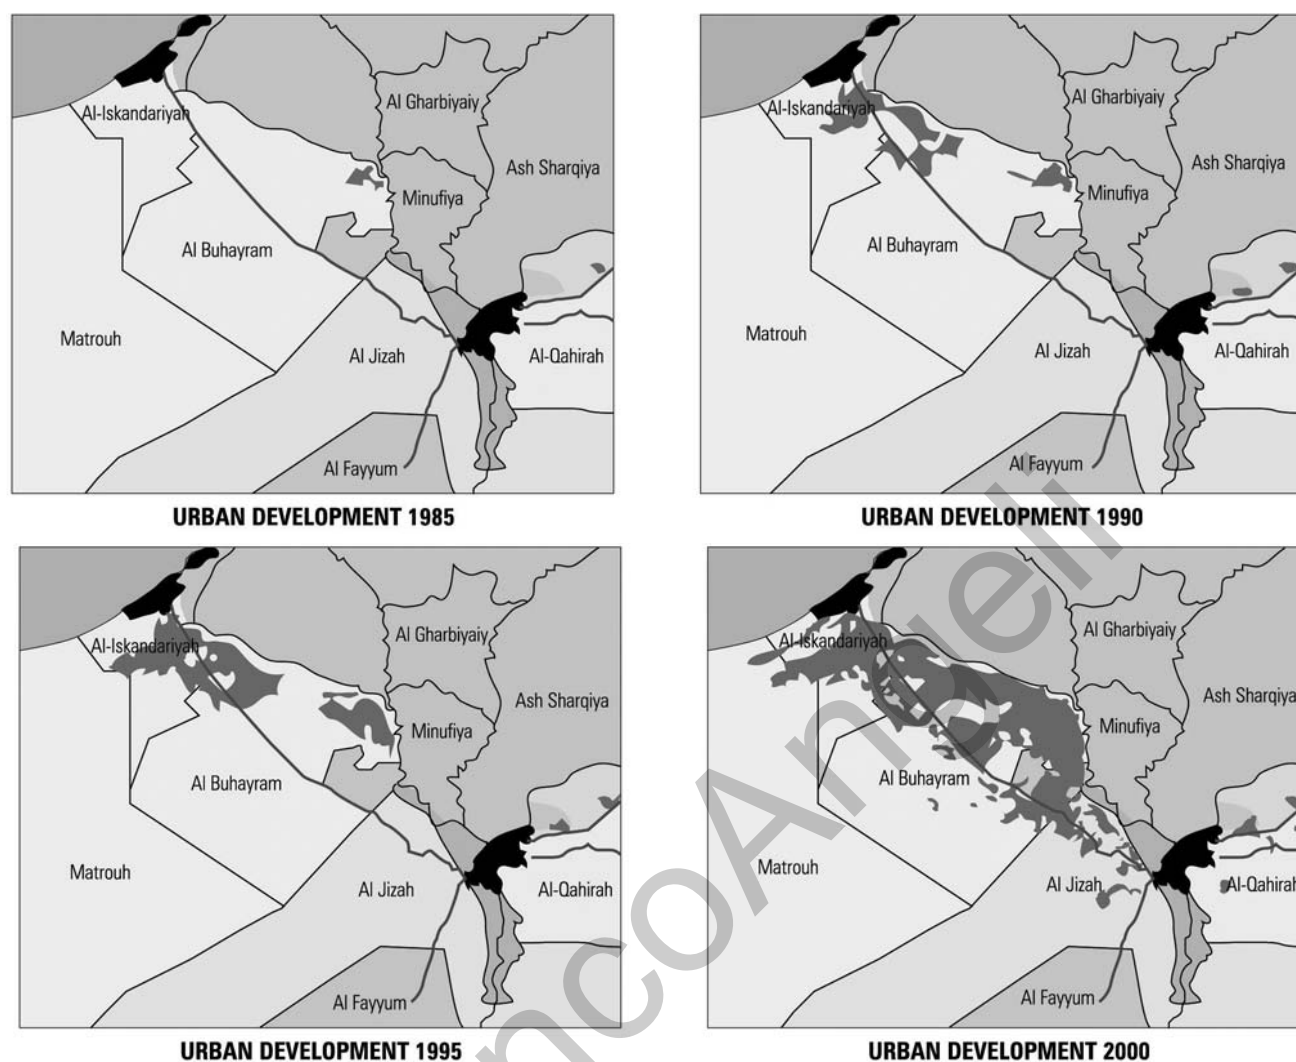 Al-Iskandariyah
Al Gharbiyaiy
Ash Sharqiya
Minufiya
Al Buhayram
Matrouh
Al Jizah
Al-Qahirah
Al Fayyum
URBAN DEVELOPMENT 1985
Al-Iskandariyah
Al Gharbiyaiy
Ash Sharqiya
Minufiya
Al Buhayram
Matrouh
Al Jizah
Al-Qahirah
Al Fayyum
URBAN DEVELOPMENT 1990
Al-Iskandariyah
Al Gharbiyaiy
Ash Sharqiya
Minufiya
Al Buhayram
Matrouh
Al Jizah
Al-Qahirah
Al Fayyum
URBAN DEVELOPMENT 1995
Al-Iskandariyah
Al Gharbiyaiy
Ash Sharqiya
Minufiya
Al Buhayram
Matrouh
Al Jizah
Al-Qahirah
Al Fayyum
URBAN DEVELOPMENT 2000
ncoAngeli